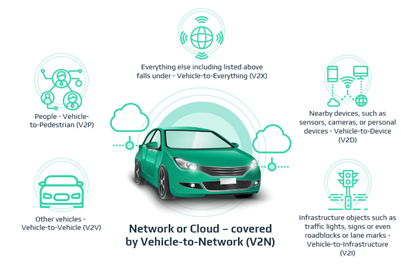 Everything else including listed above
falls under - Vehicle-to-Everything (V2X)
People - Vehicle-
to-Pedestrian (V2P)
Nearby devices, such as
sensors, cameras, or personal
devices - Vehicle-to-Device
(V2D)
Other vehicles -
Vehicle-to-Vehicle (V2V)
Network or Cloud – covered
by Vehicle-to-Network (V2N)
Infrastructure objects such as
traffic lights, signs or even
roadblocks or lane marks -
Vehicle-to-Infrastructure
(V2I)